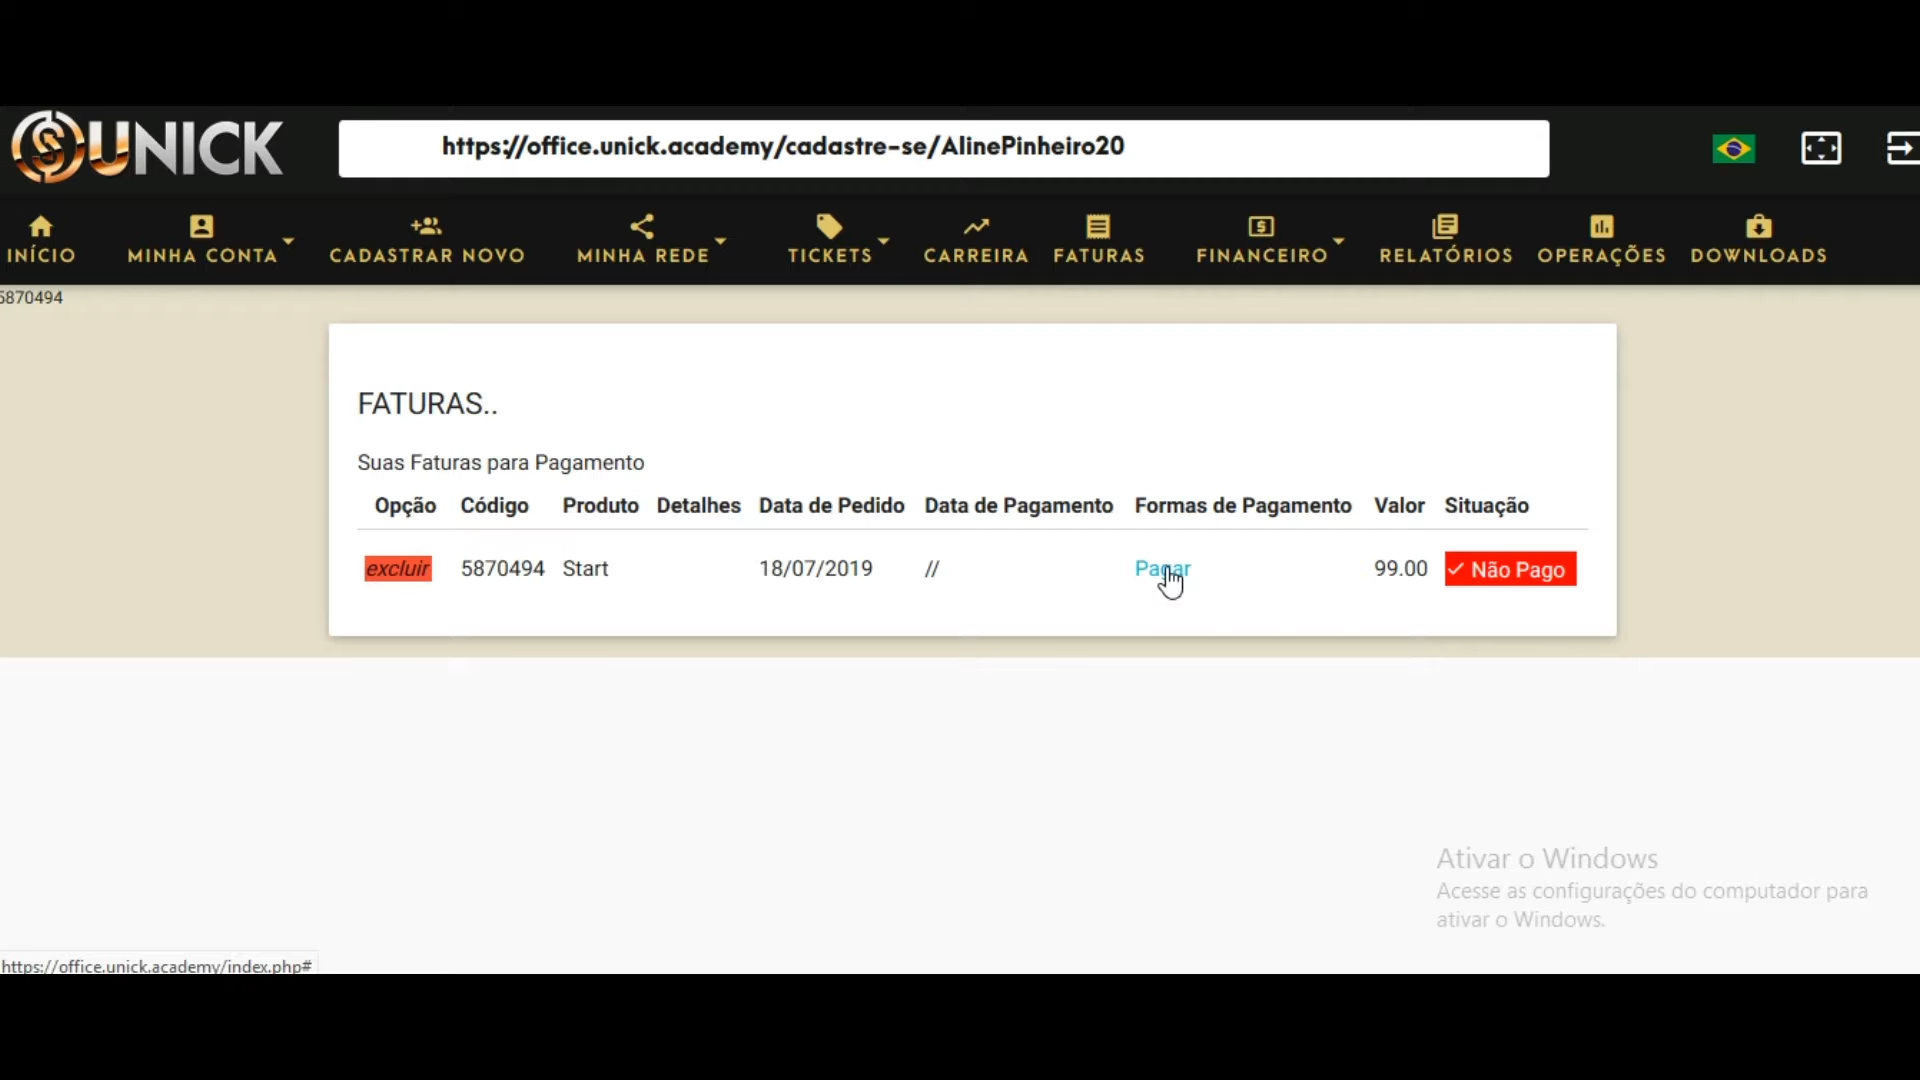 UNICK
https://office.unick.academy/cadastre-se/AlinePinheiro20
INÍCIO
MINHA CONTA
CADASTRAR NOVO
MINHA REDE
TICKETS
CARREIRA
FATURAS
FINANCEIRO
RELATÓRIOS
OPERAÇÕES
DOWNLOADS
5870494
FATURAS..
Suas Faturas para Pagamento
Opção Código Produto Detalhes Data de Pedido Data de Pagamento Formas de Pagamento Valor Situação
excluir 5870494 Start 18/07/2019 // Pagar 99.00 Não Pago
Ativar o Windows
Acesse as configurações do computador para
ativar o Windows.
https://office.unick.academy/index.php#